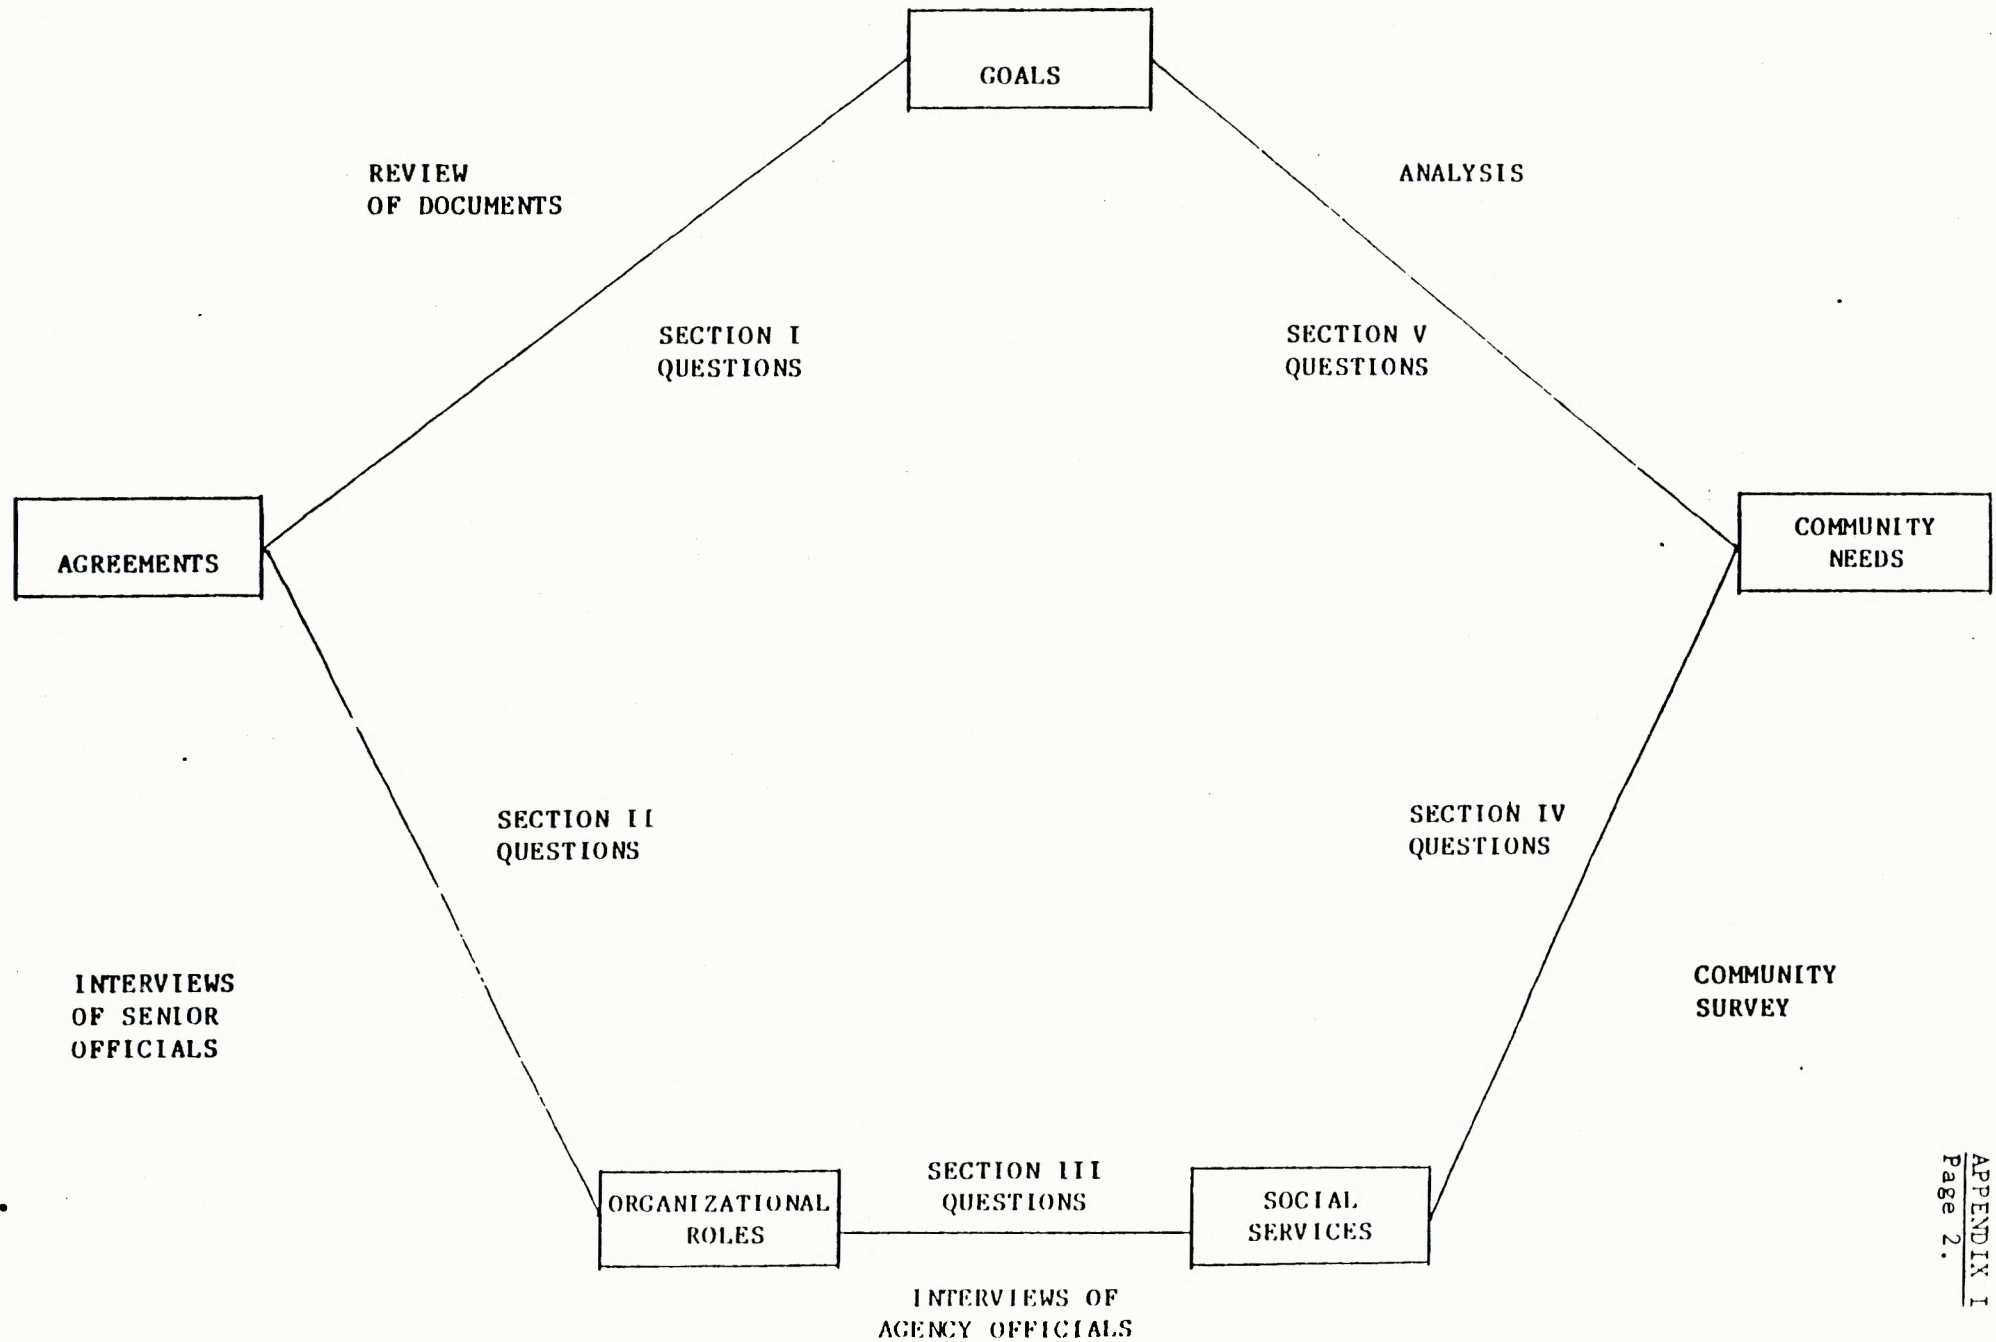 GOALS
REVIEW
OF DOCUMENTS
ANALYSIS
SECTION I
QUESTIONS
SECTION V
QUESTIONS
AGREEMENTS
COMMUNITY
NEEDS
SECTION II
QUESTIONS
SECTION IV
QUESTIONS
INTERVIEWS
OF SENIOR
OFFICIALS
COMMUNITY
SURVEY
ORGANIZATIONAL
ROLES
SECTION III
QUESTIONS
SOCIAL
SERVICES
INTERVIEWS OF
AGENCY OFFICIALS
APPENDIX I
Page 2.